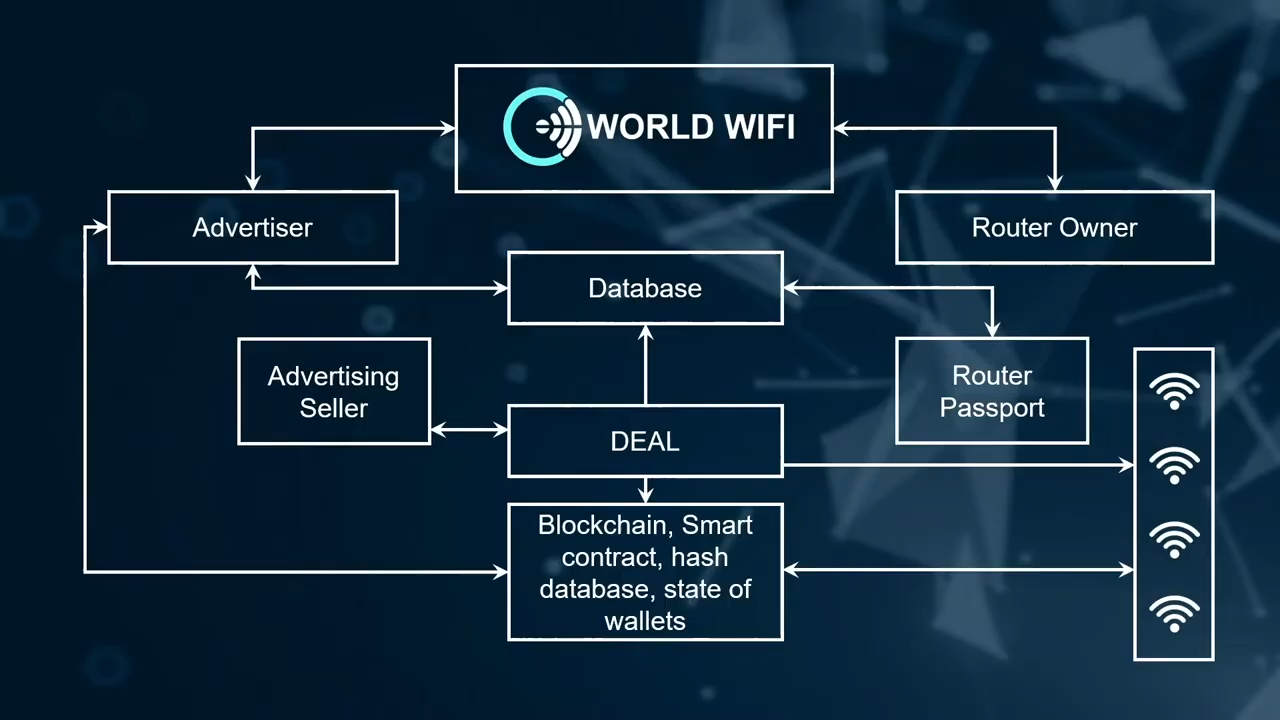 WORLD WIFI
Advertiser
Router Owner
Database
Advertising
Seller
Router
Passport
DEAL
Blockchain, Smart
contract, hash
database, state of
wallets